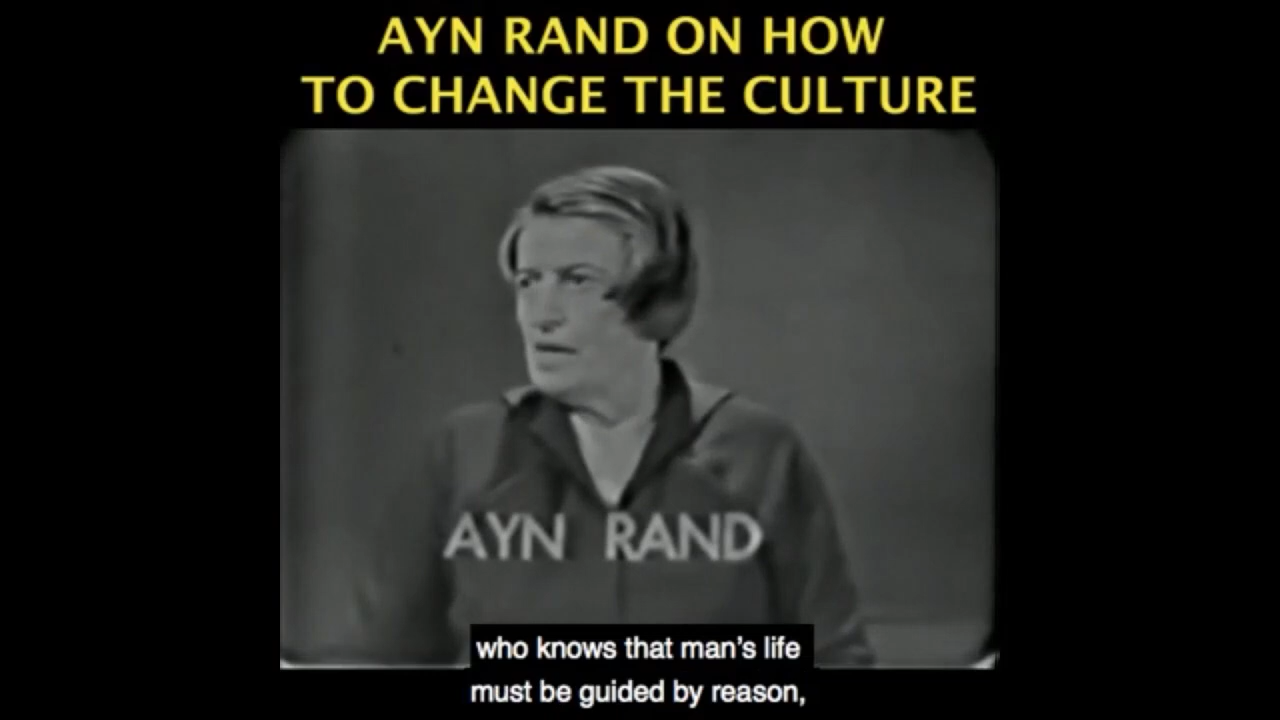 AYN RAND ON HOW
TO CHANGE THE CULTURE
AYN RAND
who knows that man's life
must be guided by reason,